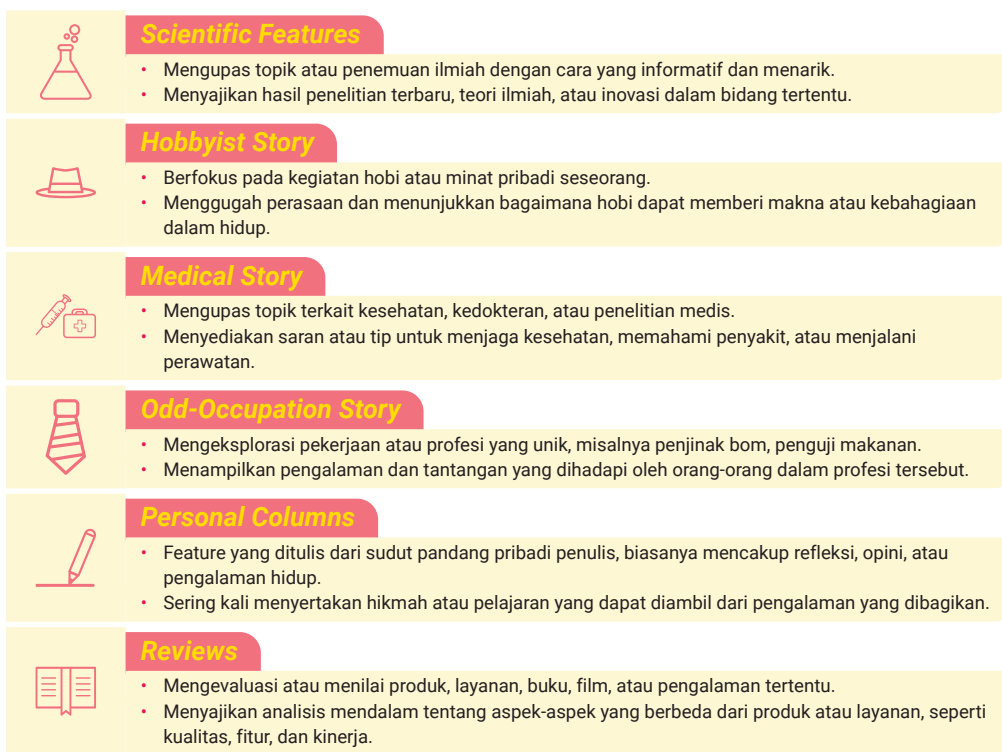 Scientific Features
• Mengupas topik atau penemuan ilmiah dengan cara yang informatif dan menarik.
• Menyajikan hasil penelitian terbaru, teori ilmiah, atau inovasi dalam bidang tertentu.
Hobbyist Story
• Berfokus pada kegiatan hobi atau minat pribadi seseorang.
• Menggugah perasaan dan menunjukkan bagaimana hobi dapat memberi makna atau kebahagiaan
dalam hidup.
Medical Story
• Mengupas topik terkait kesehatan, kedokteran, atau penelitian medis.
• Menyediakan saran atau tip untuk menjaga kesehatan, memahami penyakit, atau menjalani
perawatan.
Odd-Occupation Story
• Mengeksplorasi pekerjaan atau profesi yang unik, misalnya penjinak bom, penguji makanan.
• Menampilkan pengalaman dan tantangan yang dihadapi oleh orang-orang dalam profesi tersebut.
Personal Columns
• Feature yang ditulis dari sudut pandang pribadi penulis, biasanya mencakup refleksi, opini, atau
pengalaman hidup.
• Sering kali menyertakan hikmah atau pelajaran yang dapat diambil dari pengalaman yang dibagikan.
Reviews
• Mengevaluasi atau menilai produk, layanan, buku, film, atau pengalaman tertentu.
• Menyajikan analisis mendalam tentang aspek-aspek yang berbeda dari produk atau layanan, seperti
kualitas, fitur, dan kinerja.